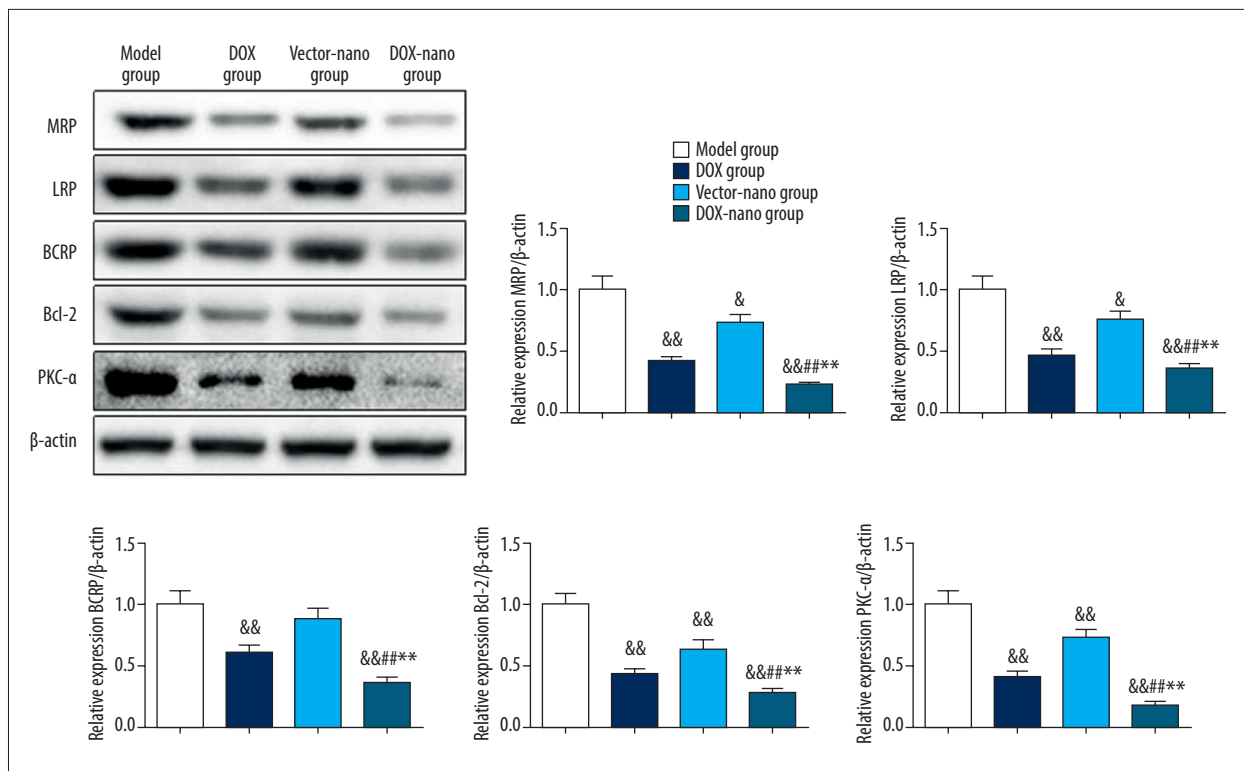 Model group
DOX group
Vector-nano group
DOX-nano group
MRP
LRP
BCRP
Bcl-2
PKC-α
β-actin
Model group
DOX group
Vector-nano group
DOX-nano group
Relative expression MRP/β-actin
1.5
1.0
0.5
0.0
&&
&
&&##**
Relative expression LRP/β-actin
1.5
1.0
0.5
0.0
&&
&
&&##**
Relative expression BCRP/β-actin
1.5
1.0
0.5
0.0
&&
&&##**
Relative expression Bcl-2/β-actin
1.5
1.0
0.5
0.0
&&
&&
&&##**
Relative expression PKC-α/β-actin
1.5
1.0
0.5
0.0
&&
&&
&&##**